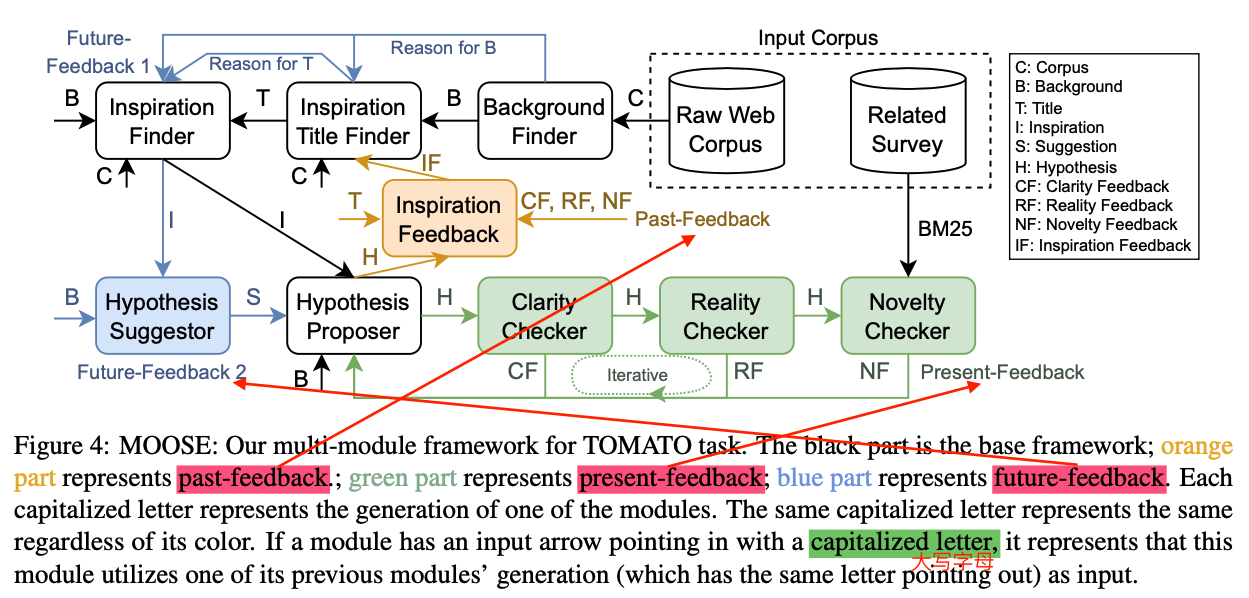 Future-
Feedback 1
Reason for B
Reason for T
Input Corpus
B
Inspiration
Finder
T
Inspiration
Title Finder
B
Background
Finder
C
Raw Web
Corpus
Related
Survey
C: Corpus
B: Background
T: Title
I: Inspiration
S: Suggestion
H: Hypothesis
CF: Clarity Feedback
RF: Reality Feedback
NF: Novelty Feedback
IF: Inspiration Feedback
C
C
IF
I
I
T
Inspiration
Feedback
CF, RF, NF
Past-Feedback
BM25
H
B
Hypothesis
Suggestor
S
Hypothesis
Proposer
H
Clarity
Checker
H
Reality
Checker
H
Novelty
Checker
Future-Feedback 2
B
CF
Iterative
RF
NF
Present-Feedback
Figure 4: MOOSE: Our multi-module framework for TOMATO task. The black part is the base framework; orange
part represents past-feedback.; green part represents present-feedback; blue part represents future-feedback. Each
capitalized letter represents the generation of one of the modules. The same capitalized letter represents the same
regardless of its color. If a module has an input arrow pointing in with a capitalized letter, it represents that this
大写字母
module utilizes one of its previous modules' generation (which has the same letter pointing out) as input.